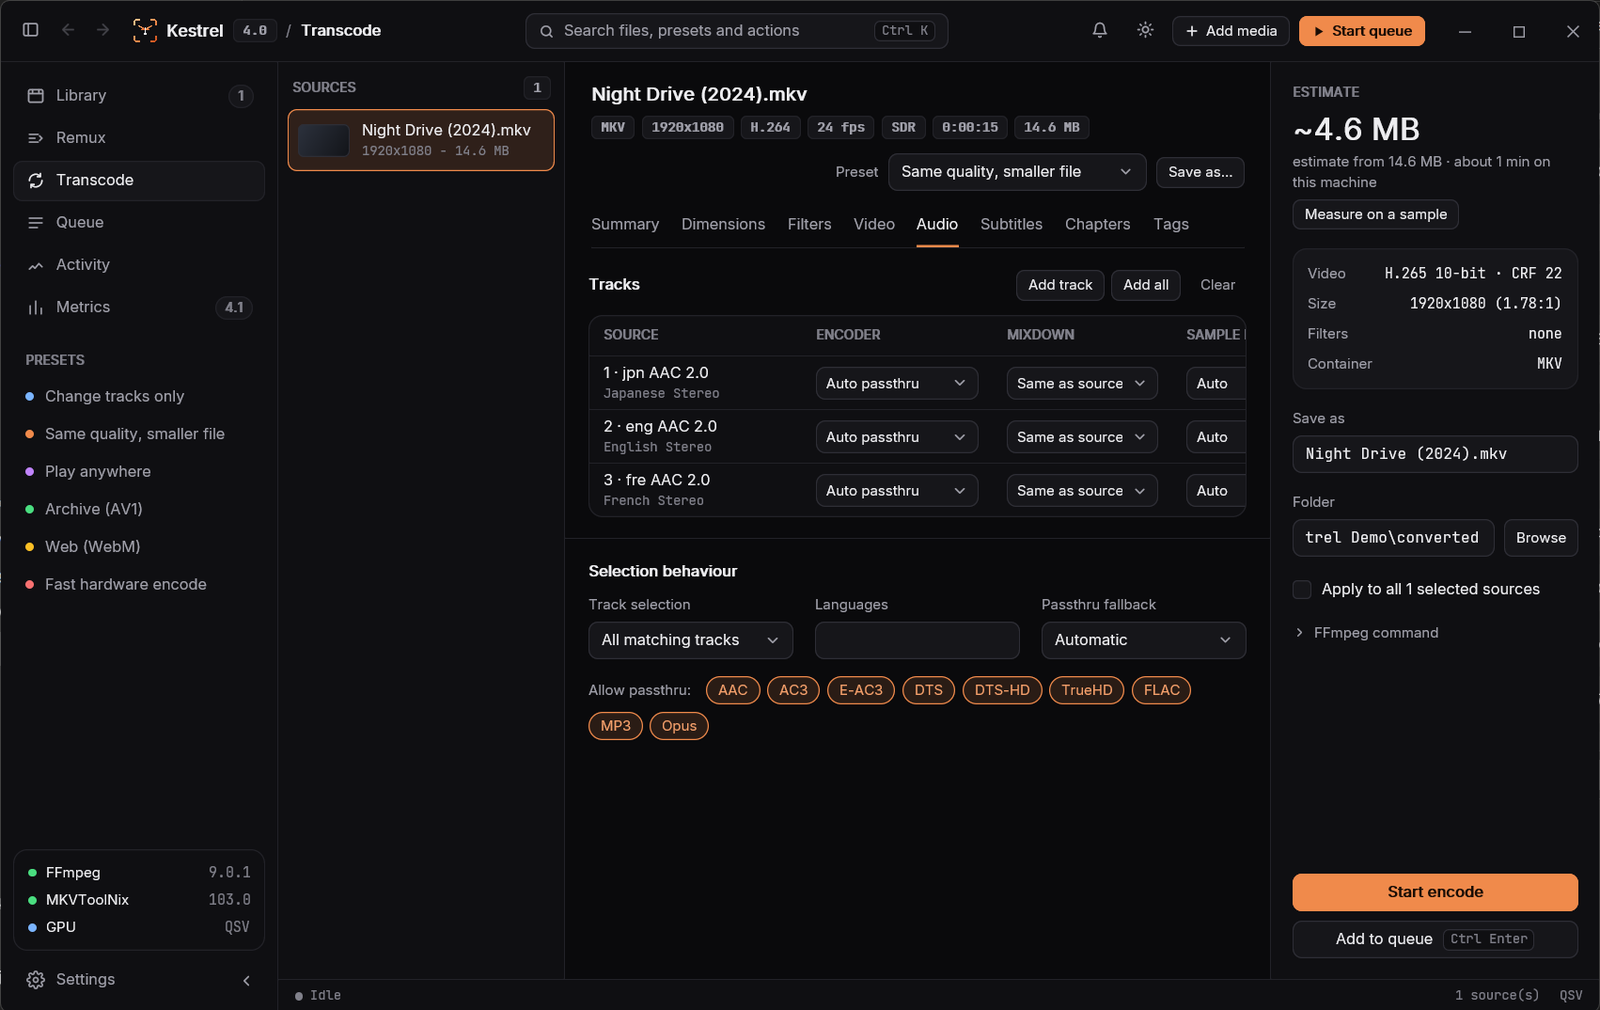 Kestrel 4.0 / Transcode
Search files, presets and actions Ctrl K
Add media
Start queue
Library 1
Remux
Transcode
Queue
Activity
Metrics 4.1
PRESETS
Change tracks only
Same quality, smaller file
Play anywhere
Archive (AV1)
Web (WebM)
Fast hardware encode
FFmpeg 9.0.1
MKVToolNix 103.0
GPU QSV
Settings
SOURCES 1
Night Drive (2024).mkv
1920x1080 - 14.6 MB
Night Drive (2024).mkv
MKV 1920x1080 H.264 24 fps SDR 0:00:15 14.6 MB
Preset Same quality, smaller file Save as...
Summary Dimensions Filters Video Audio Subtitles Chapters Tags
Tracks Add track Add all Clear
SOURCE ENCODER MIXDOWN SAMPLE
1 · jpn AAC 2.0
Japanese Stereo
Auto passthru Same as source Auto
2 · eng AAC 2.0
English Stereo
Auto passthru Same as source Auto
3 · fre AAC 2.0
French Stereo
Auto passthru Same as source Auto
Selection behaviour
Track selection Languages Passthru fallback
All matching tracks Automatic
Allow passthru: AAC AC3 E-AC3 DTS DTS-HD TrueHD FLAC
MP3 Opus
ESTIMATE
~4.6 MB
estimate from 14.6 MB · about 1 min on
this machine
Measure on a sample
Video H.265 10-bit · CRF 22
Size 1920x1080 (1.78:1)
Filters none
Container MKV
Save as
Night Drive (2024).mkv
Folder
trel Demo\converted Browse
Apply to all 1 selected sources
FFmpeg command
Start encode
Add to queue Ctrl Enter
Idle
1 source(s) QSV